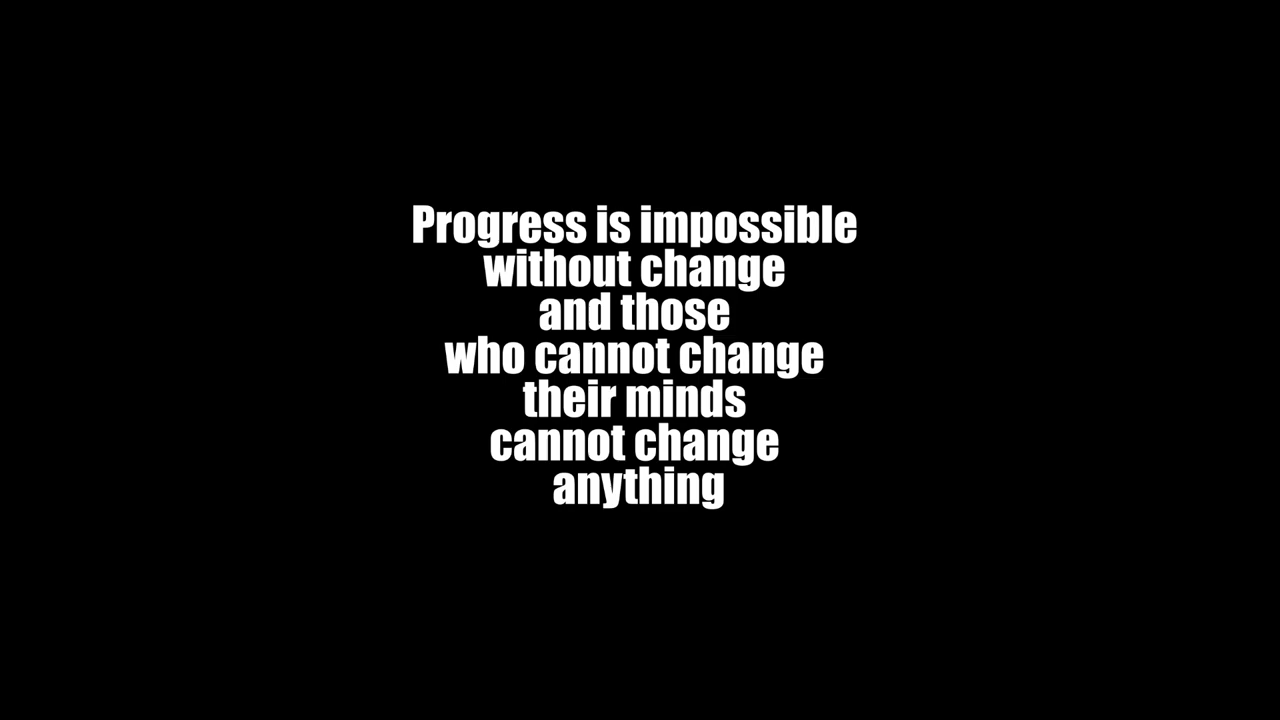 Progress is impossible
without change
and those
who cannot change
their minds
cannot change
anything